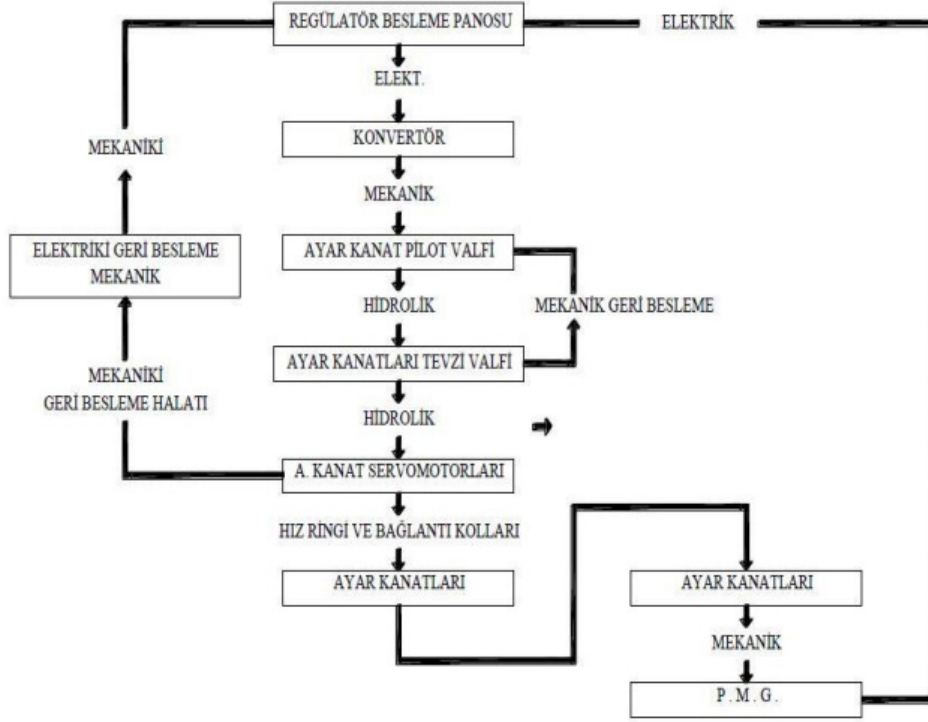 REGÜLATÖR BESLEME PANOSU
ELEKTRİK
ELEKT.
KONVERTÖR
MEKANİKİ
MEKANİK
ELEKTRİKİ GERİ BESLEME
MEKANİK
AYAR KANAT PİLOT VALFİ
HİDROLİK
MEKANİK GERİ BESLEME
AYAR KANATLARI TEVZİ VALFİ
MEKANİKİ
GERİ BESLEME HALATI
HİDROLİK
A. KANAT SERVOMOTORLARI
HIZ RİNGİ VE BAĞLANTI KOLLARI
AYAR KANATLARI
AYAR KANATLARI
MEKANİK
P . M . G .